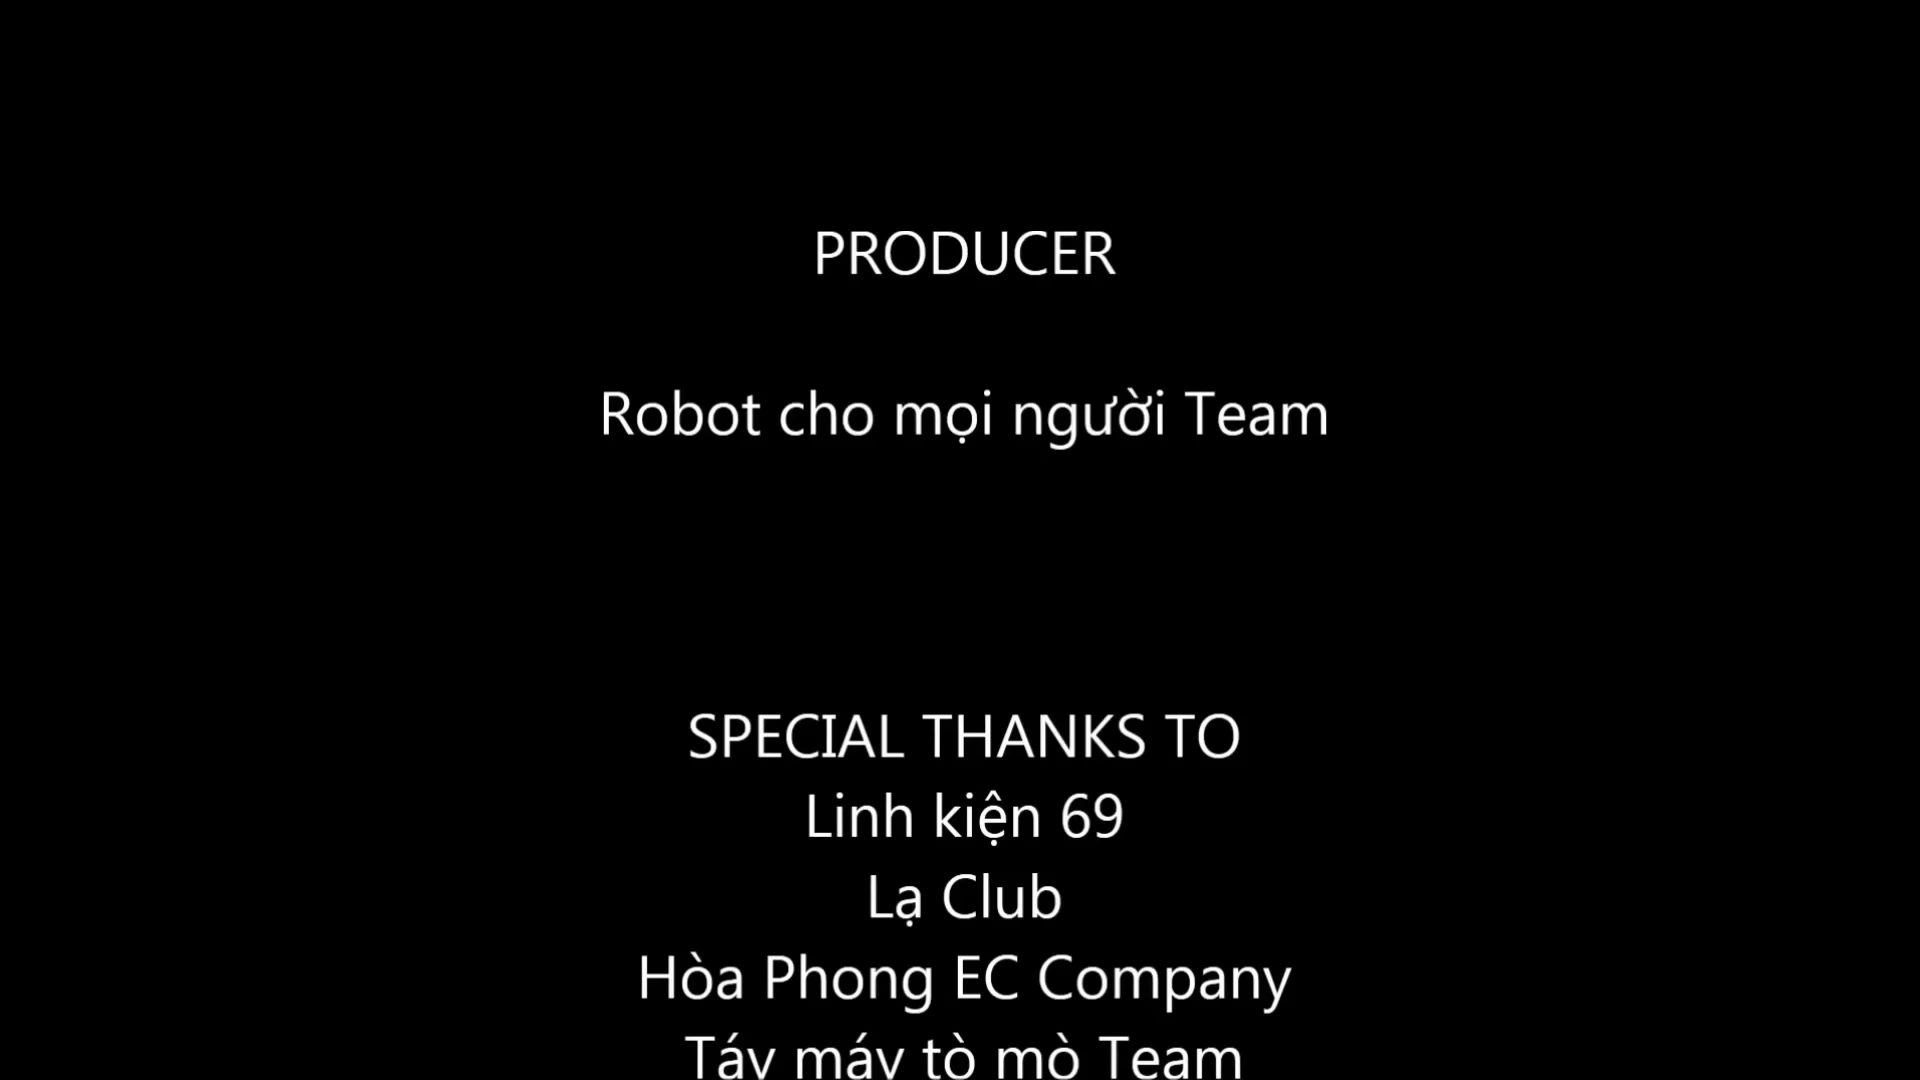 PRODUCER
Robot cho mọi người Team
SPECIAL THANKS TO
Linh kiện 69
Lạ Club
Hòa Phong EC Company
Táy máy tò mò Team